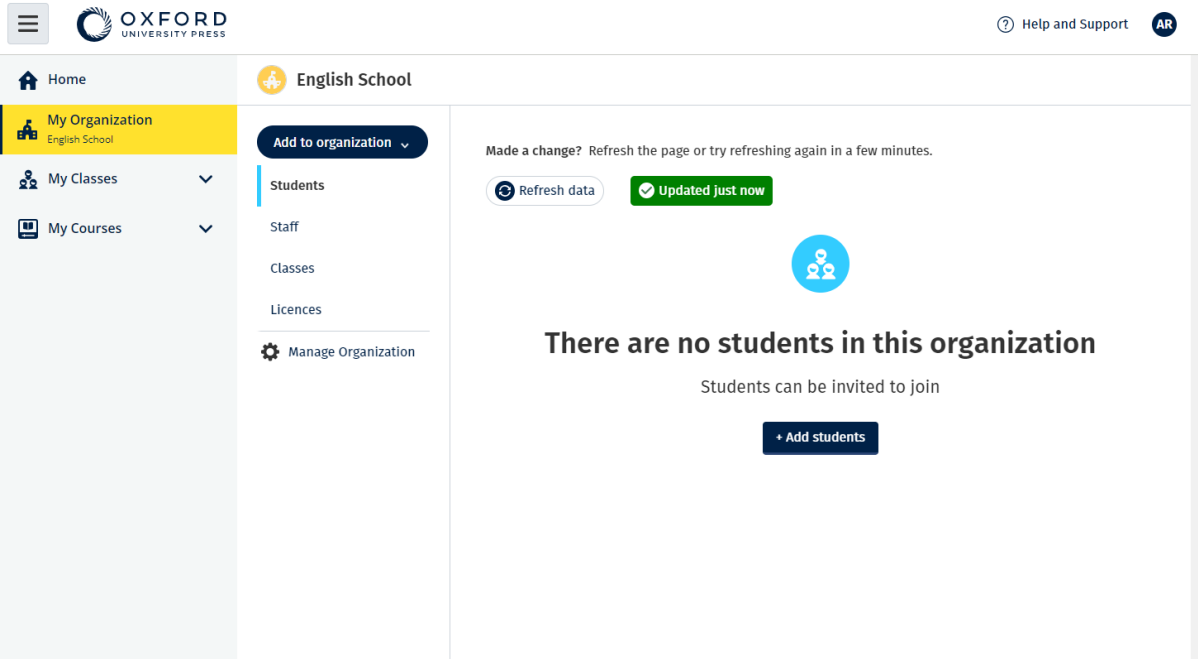 OXFORD
UNIVERSITY PRESS
Help and Support
AR
Home
My Organization
English School
My Classes
My Courses
English School
Add to organization
Students
Staff
Classes
Licences
Manage Organization
Made a change? Refresh the page or try refreshing again in a few minutes.
Refresh data
Updated just now
There are no students in this organization
Students can be invited to join
+ Add students